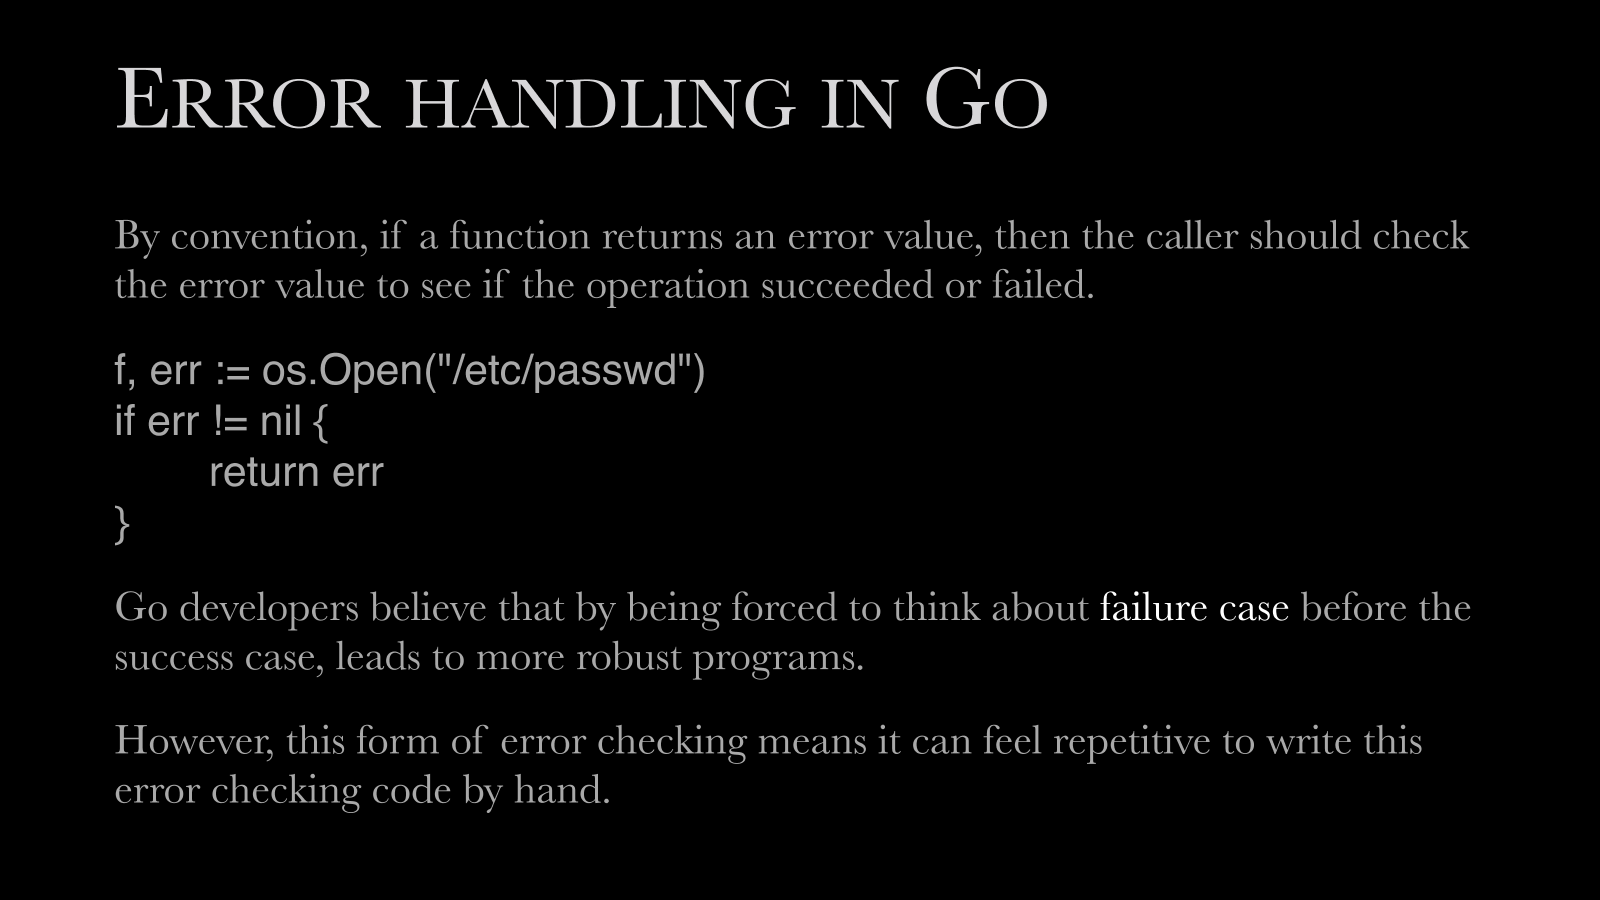 Error handling in Go
By convention, if a function returns an error value, then the caller should check
the error value to see if the operation succeeded or failed.
f, err := os.Open("/etc/passwd")
if err != nil {
return err
}
Go developers believe that by being forced to think about failure case before the
success case, leads to more robust programs.
However, this form of error checking means it can feel repetitive to write this
error checking code by hand.